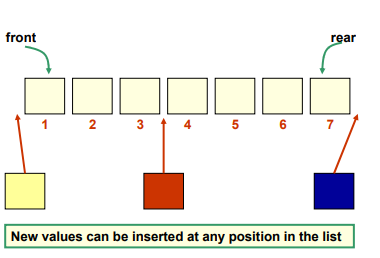 front rear
1 2 3 4 5 6 7
New values can be inserted at any position in the list